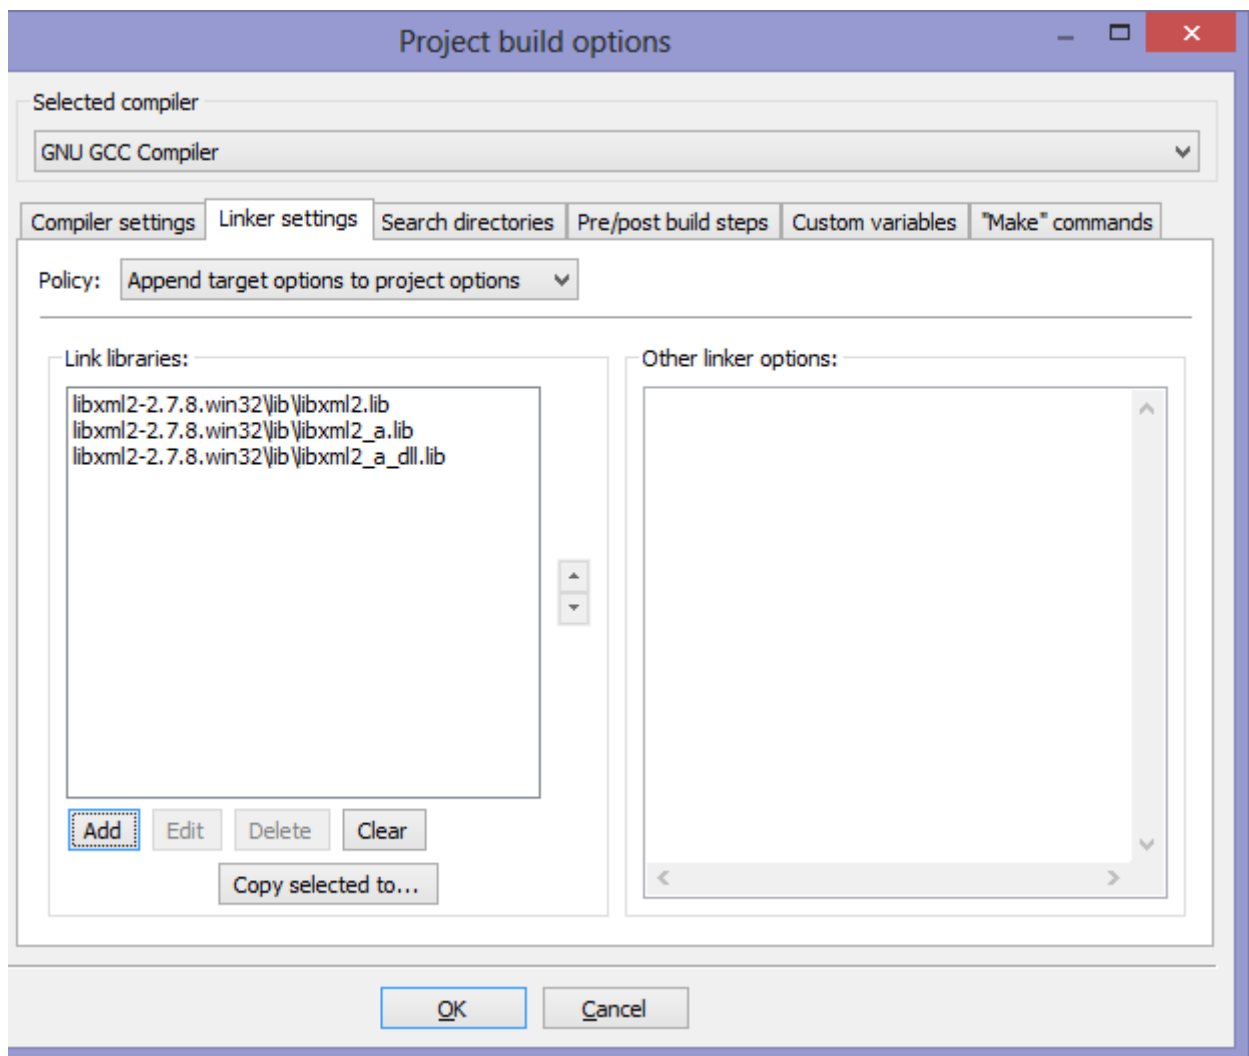 Project build options
Selected compiler
GNU GCC Compiler
Compiler settings Linker settings Search directories Pre/post build steps Custom variables "Make" commands
Policy: Append target options to project options
Link libraries: Other linker options:
libxml2-2.7.8.win32\lib\libxml2.lib
libxml2-2.7.8.win32\lib\libxml2_a.lib
libxml2-2.7.8.win32\lib\libxml2_a_dll.lib
Add Edit Delete Clear
Copy selected to...
OK Cancel